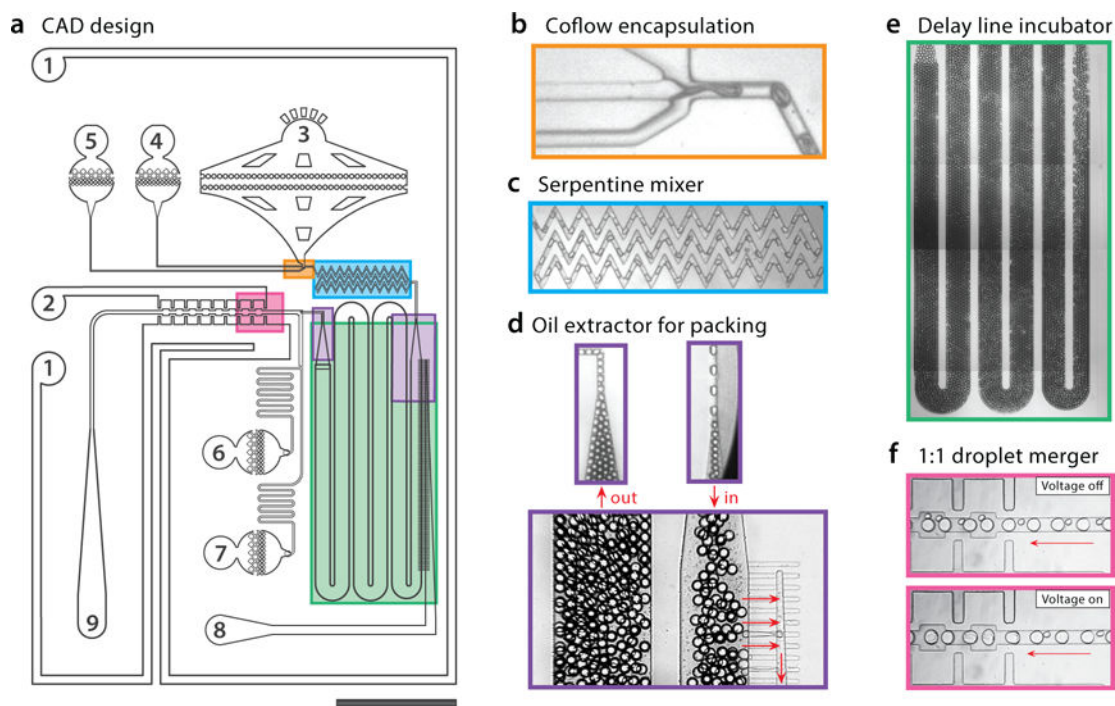 a CAD design
1
5
4
3
2
1
6
7
9
8
b Coflow encapsulation
c Serpentine mixer
d Oil extractor for packing
out
in
e Delay line incubator
f 1:1 droplet merger
Voltage off
Voltage on